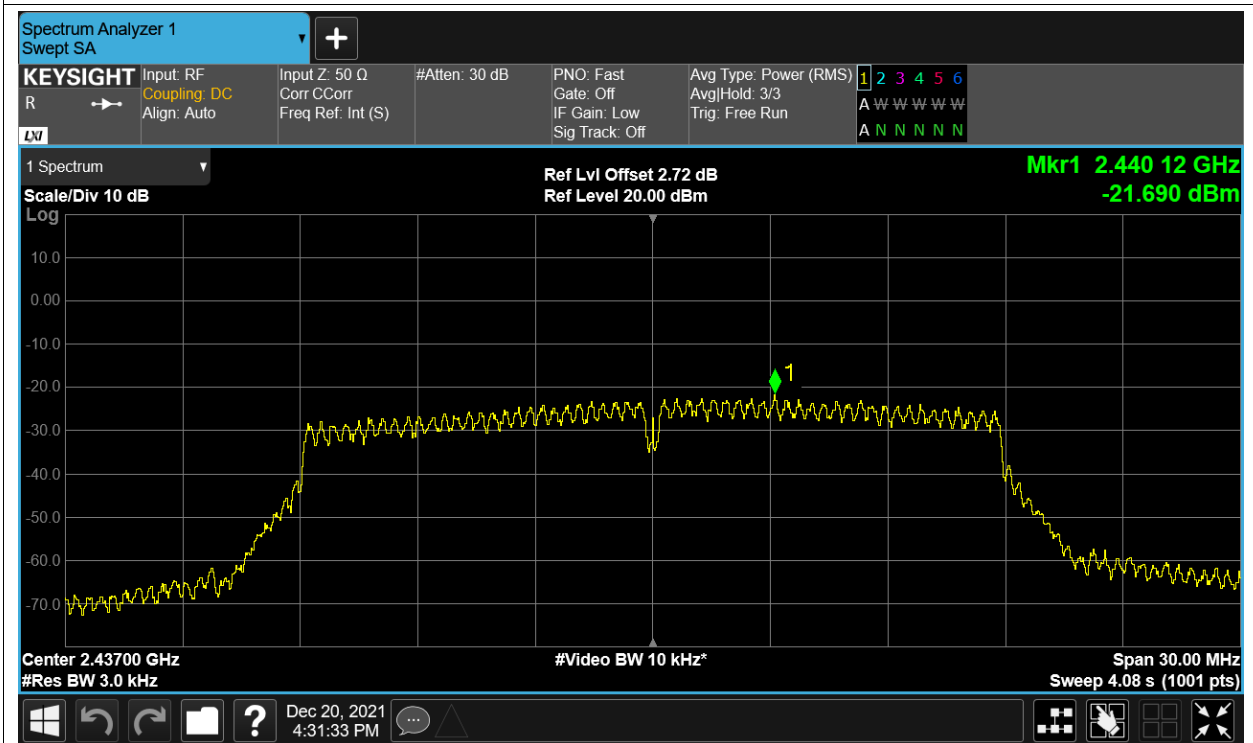 Spectrum Analyzer 1
Swept SA
+
KEYSIGHT Input: RF Input Z: 50 Ω #Atten: 30 dB PNO: Fast Avg Type: Power (RMS) 1 2 3 4 5 6
R Coupling: DC Corr CCorr Gate: Off Avg|Hold: 3/3 A W W W W W
Align: Auto Freq Ref: Int (S) IF Gain: Low Trig: Free Run
LXI Sig Track: Off A N N N N N
1 Spectrum Ref Lvl Offset 2.72 dB Mkr1 2.440 12 GHz
Scale/Div 10 dB Ref Level 20.00 dBm -21.690 dBm
Log
10.0
0.00
-10.0
1
-20.0
-30.0
-40.0
-50.0
-60.0
-70.0
Center 2.43700 GHz #Video BW 10 kHz* Span 30.00 MHz
#Res BW 3.0 kHz Sweep 4.08 s (1001 pts)
? Dec 20, 2021
4:31:33 PM